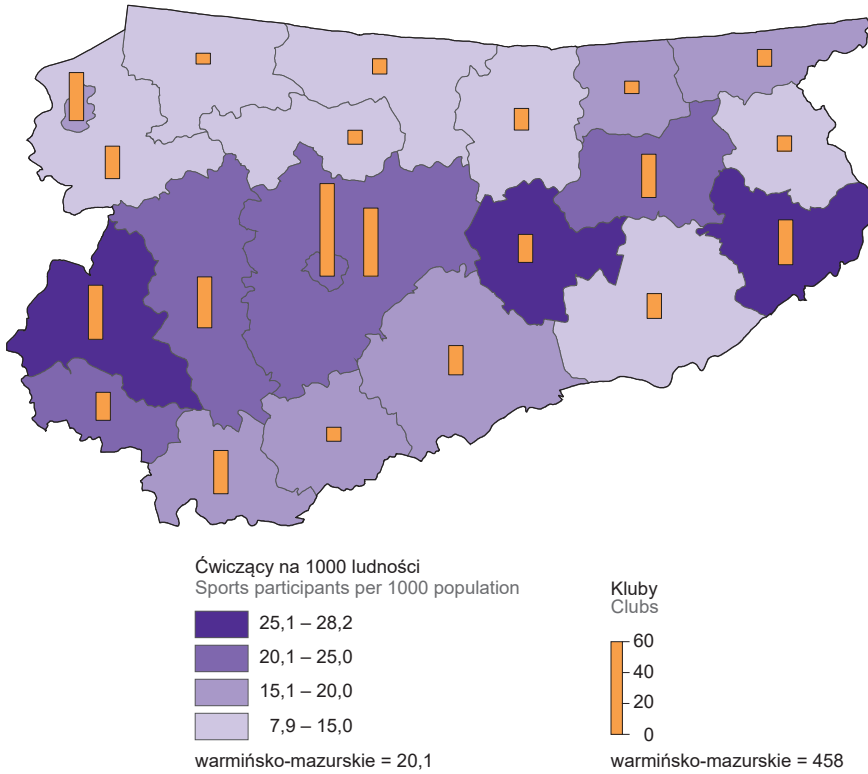 Ćwiczący na 1000 ludności
Sports participants per 1000 population
25,1 – 28,2
20,1 – 25,0
15,1 – 20,0
7,9 – 15,0
warmińsko-mazurskie = 20,1
Kluby
Clubs
60
40
20
0
warmińsko-mazurskie = 458